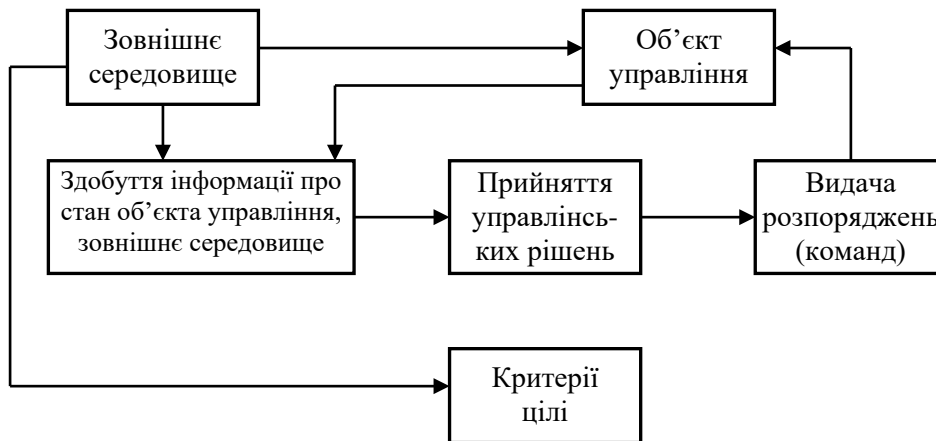 Зовнішнє
середовище
Об’єкт
управління
Здобуття інформації про
стан об’єкта управління,
зовнішнє середовище
Прийняття
управлінсь-
ких рішень
Видача
розпоряджень
(команд)
Критерії
цілі